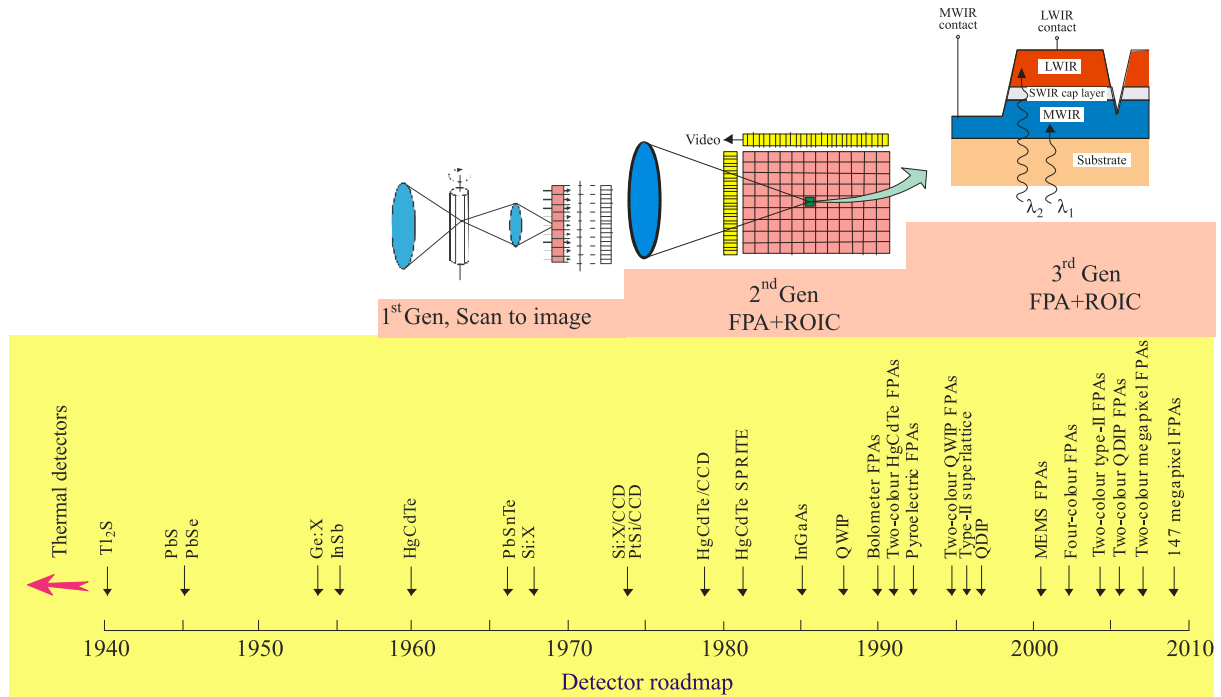 MWIR
contact
LWIR
contact
LWIR
SWIR cap layer
MWIR
Substrate
λ₂
λ₁
Video
1st Gen, Scan to image
2nd Gen
FPA+ROIC
3rd Gen
FPA+ROIC
Thermal detectors
Tl₂S
PbS
PbSe
Ge:X
InSb
HgCdTe
PbSnTe
Si:X
Si:X/CCD
PtSi/CCD
HgCdTe/CCD
HgCdTe SPRITE
InGaAs
QWIP
Bolometer FPAs
Two-colour HgCdTe FPAs
Pyroelectric FPAs
Two-colour QWIP FPAs
Type-II superlattice
QDIP
MEMS FPAs
Four-colour FPAs
Two-colour type-II FPAs
Two-colour QDIP FPAs
Two-colour megapixel FPAs
147 megapixel FPAs
1940 1950 1960 1970 1980 1990 2000 2010
Detector roadmap